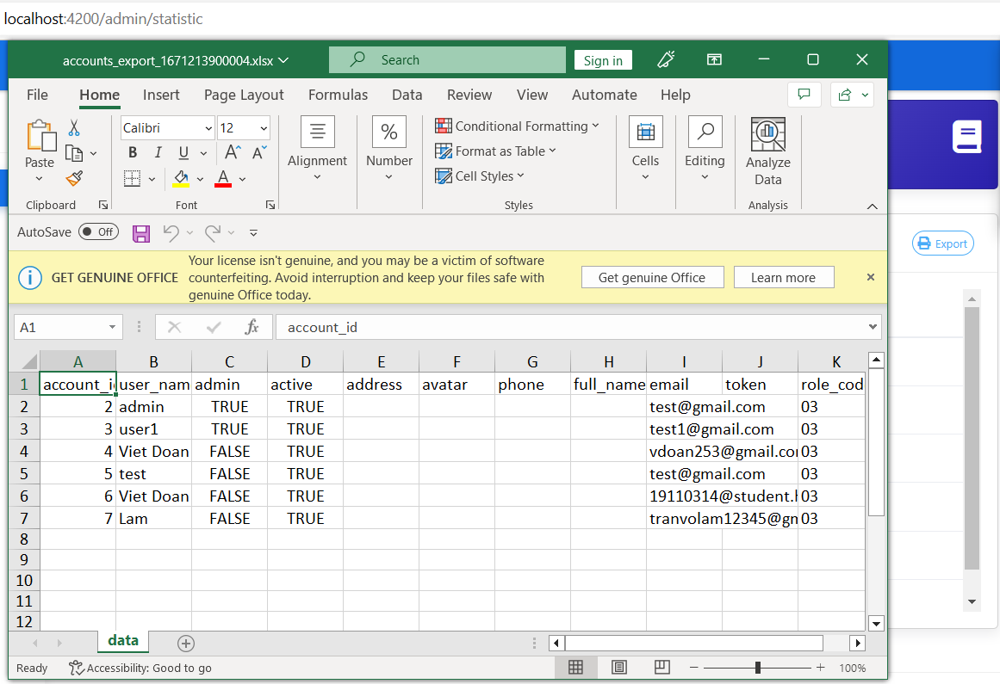 localhost:4200/admin/statistic
accounts_export_1671213900004.xlsx
Search
Sign in
File Home Insert Page Layout Formulas Data Review View Automate Help
Paste
Clipboard
Calibri 12
B I U A A
A
Font
Alignment
%
Number
Conditional Formatting
Format as Table
Cell Styles
Styles
Cells
Editing
Analyze
Data
Analysis
AutoSave Off
Export
GET GENUINE OFFICE
Your license isn't genuine, and you may be a victim of software
counterfeiting. Avoid interruption and keep your files safe with
genuine Office today.
Get genuine Office
Learn more
A1 fx account_id
A B C D E F G H I J K
1 account_i user_nam admin active address avatar phone full_name email token role_cod
2 2 admin TRUE TRUE test@gmail.com 03
3 3 user1 TRUE TRUE test1@gmail.com 03
4 4 Viet Doan FALSE TRUE vdoan253@gmail.co 03
5 5 test FALSE TRUE test@gmail.com 03
6 6 Viet Doan FALSE TRUE 19110314@student. 03
7 7 Lam FALSE TRUE tranvolam12345@gm 03
8
9
10
11
12
data
Ready
Accessibility: Good to go
100%